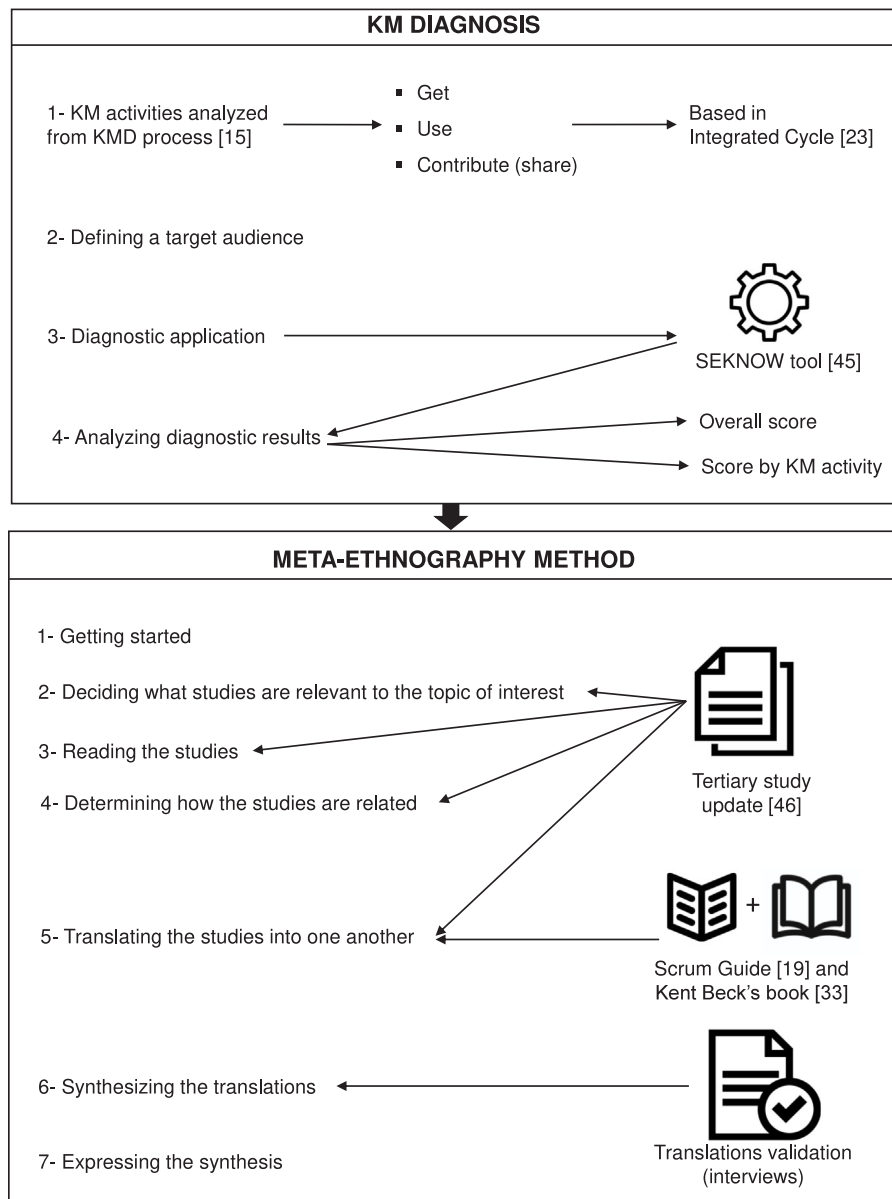 KM DIAGNOSIS
1- KM activities analyzed
from KMD process [15]
▪ Get
▪ Use
▪ Contribute (share)
Based in
Integrated Cycle [23]
2- Defining a target audience
3- Diagnostic application
SEKNOW tool [45]
4- Analyzing diagnostic results
Overall score
Score by KM activity
META-ETHNOGRAPHY METHOD
1- Getting started
2- Deciding what studies are relevant to the topic of interest
3- Reading the studies
4- Determining how the studies are related
Tertiary study
update [46]
5- Translating the studies into one another
+
Scrum Guide [19] and
Kent Beck's book [33]
6- Synthesizing the translations
7- Expressing the synthesis
Translations validation
(interviews)